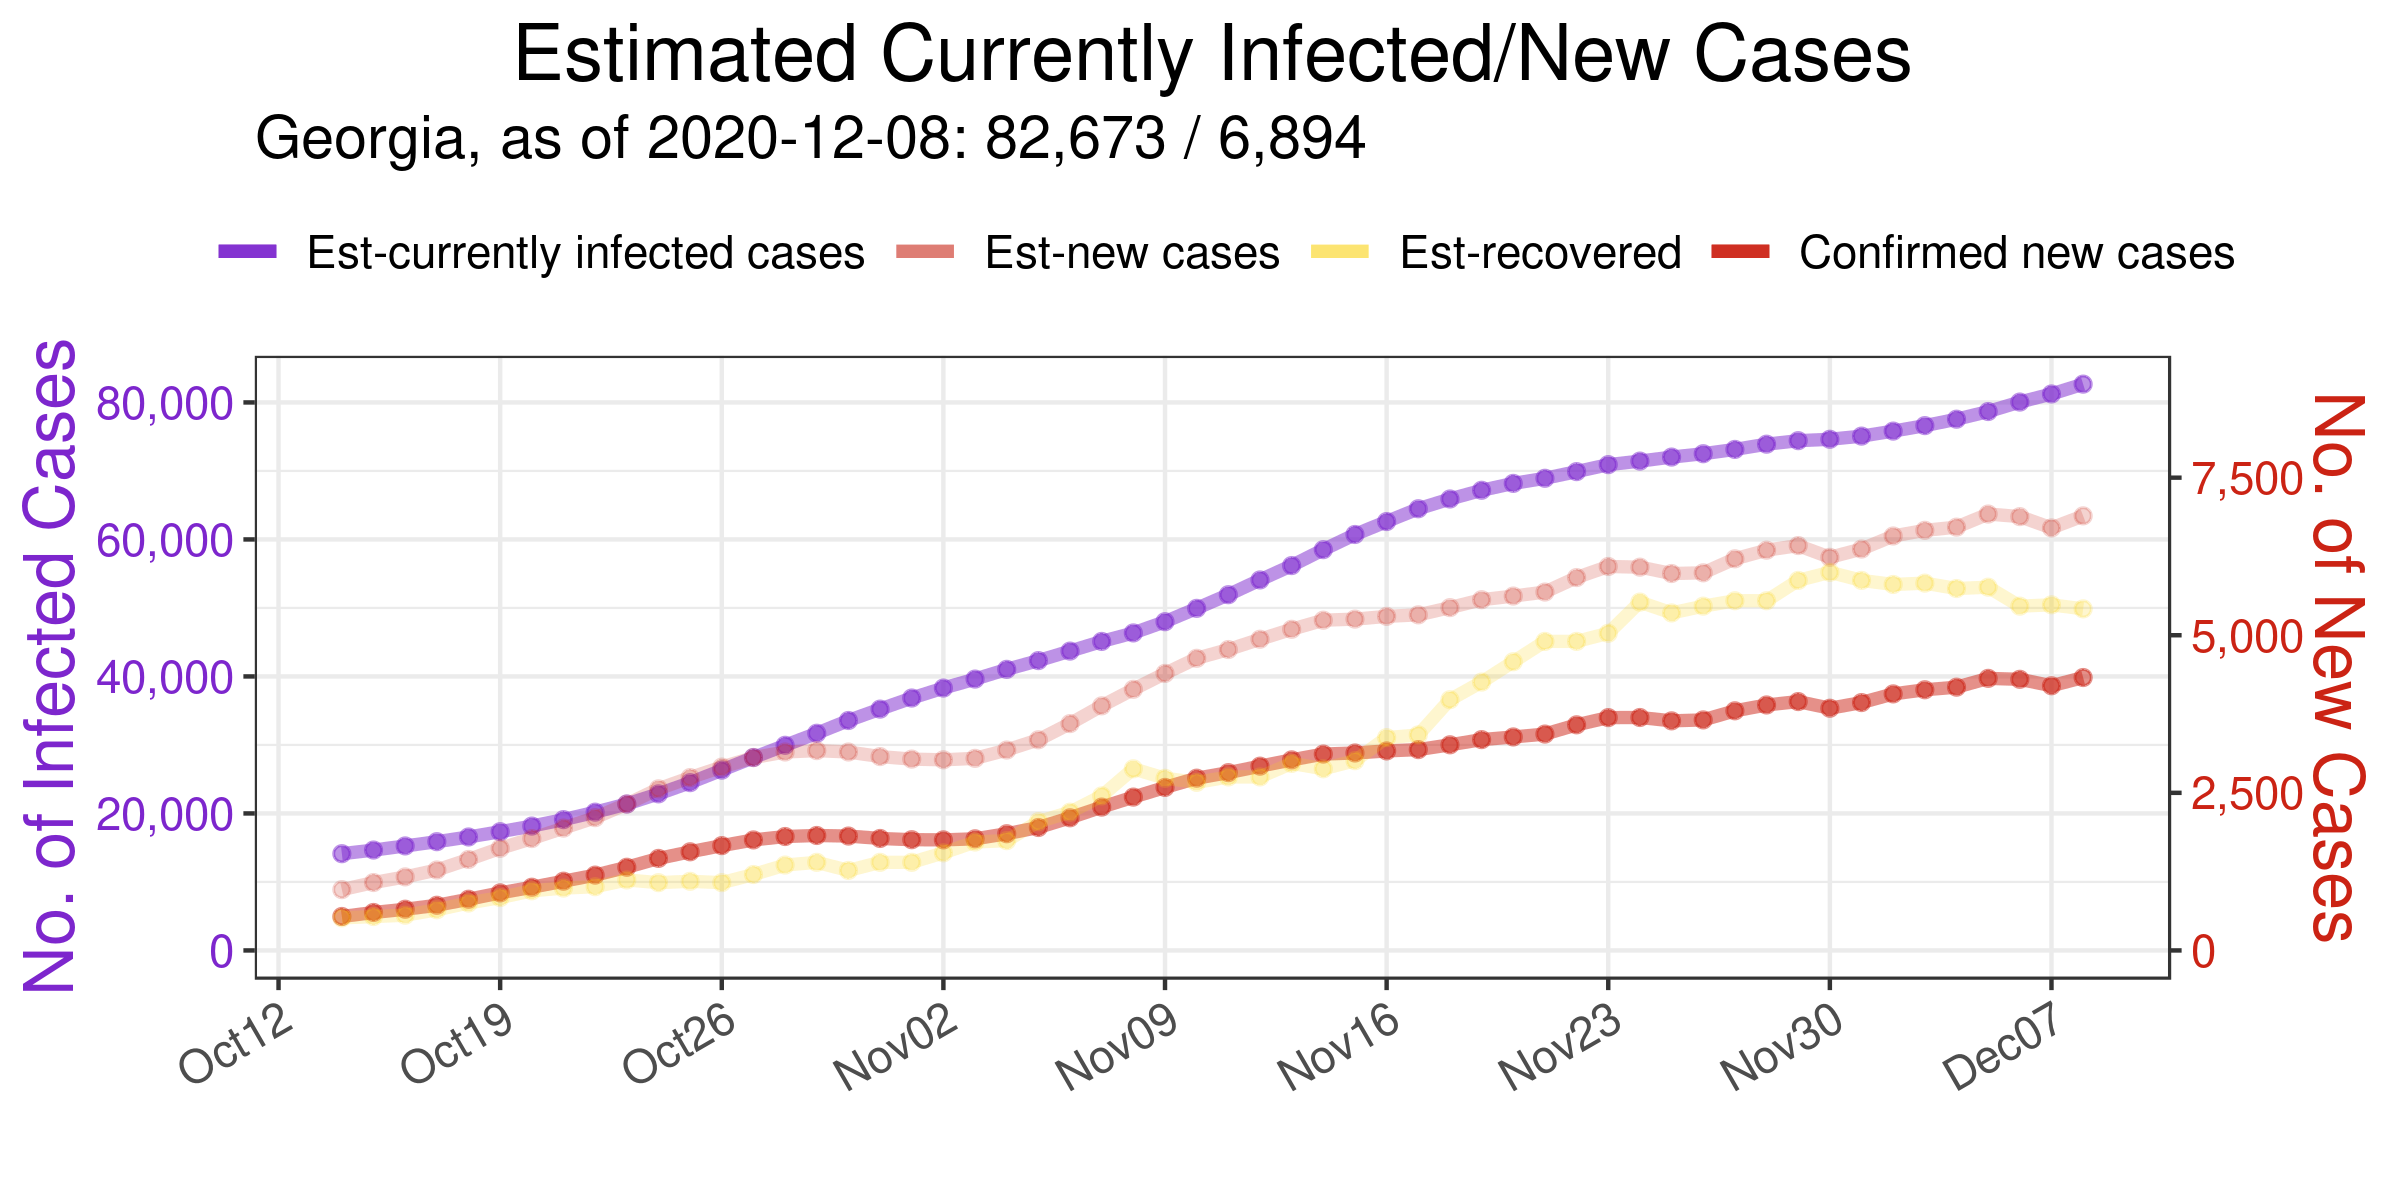 Estimated Currently Infected/New Cases
Georgia, as of 2020-12-08: 82,673 / 6,894
Est-currently infected cases Est-new cases Est-recovered Confirmed new cases
No. of Infected Cases
80,000
60,000
40,000
20,000
0
7,500
5,000
2,500
0
No. of New Cases
Oct12 Oct19 Oct26 Nov02 Nov09 Nov16 Nov23 Nov30 Dec07